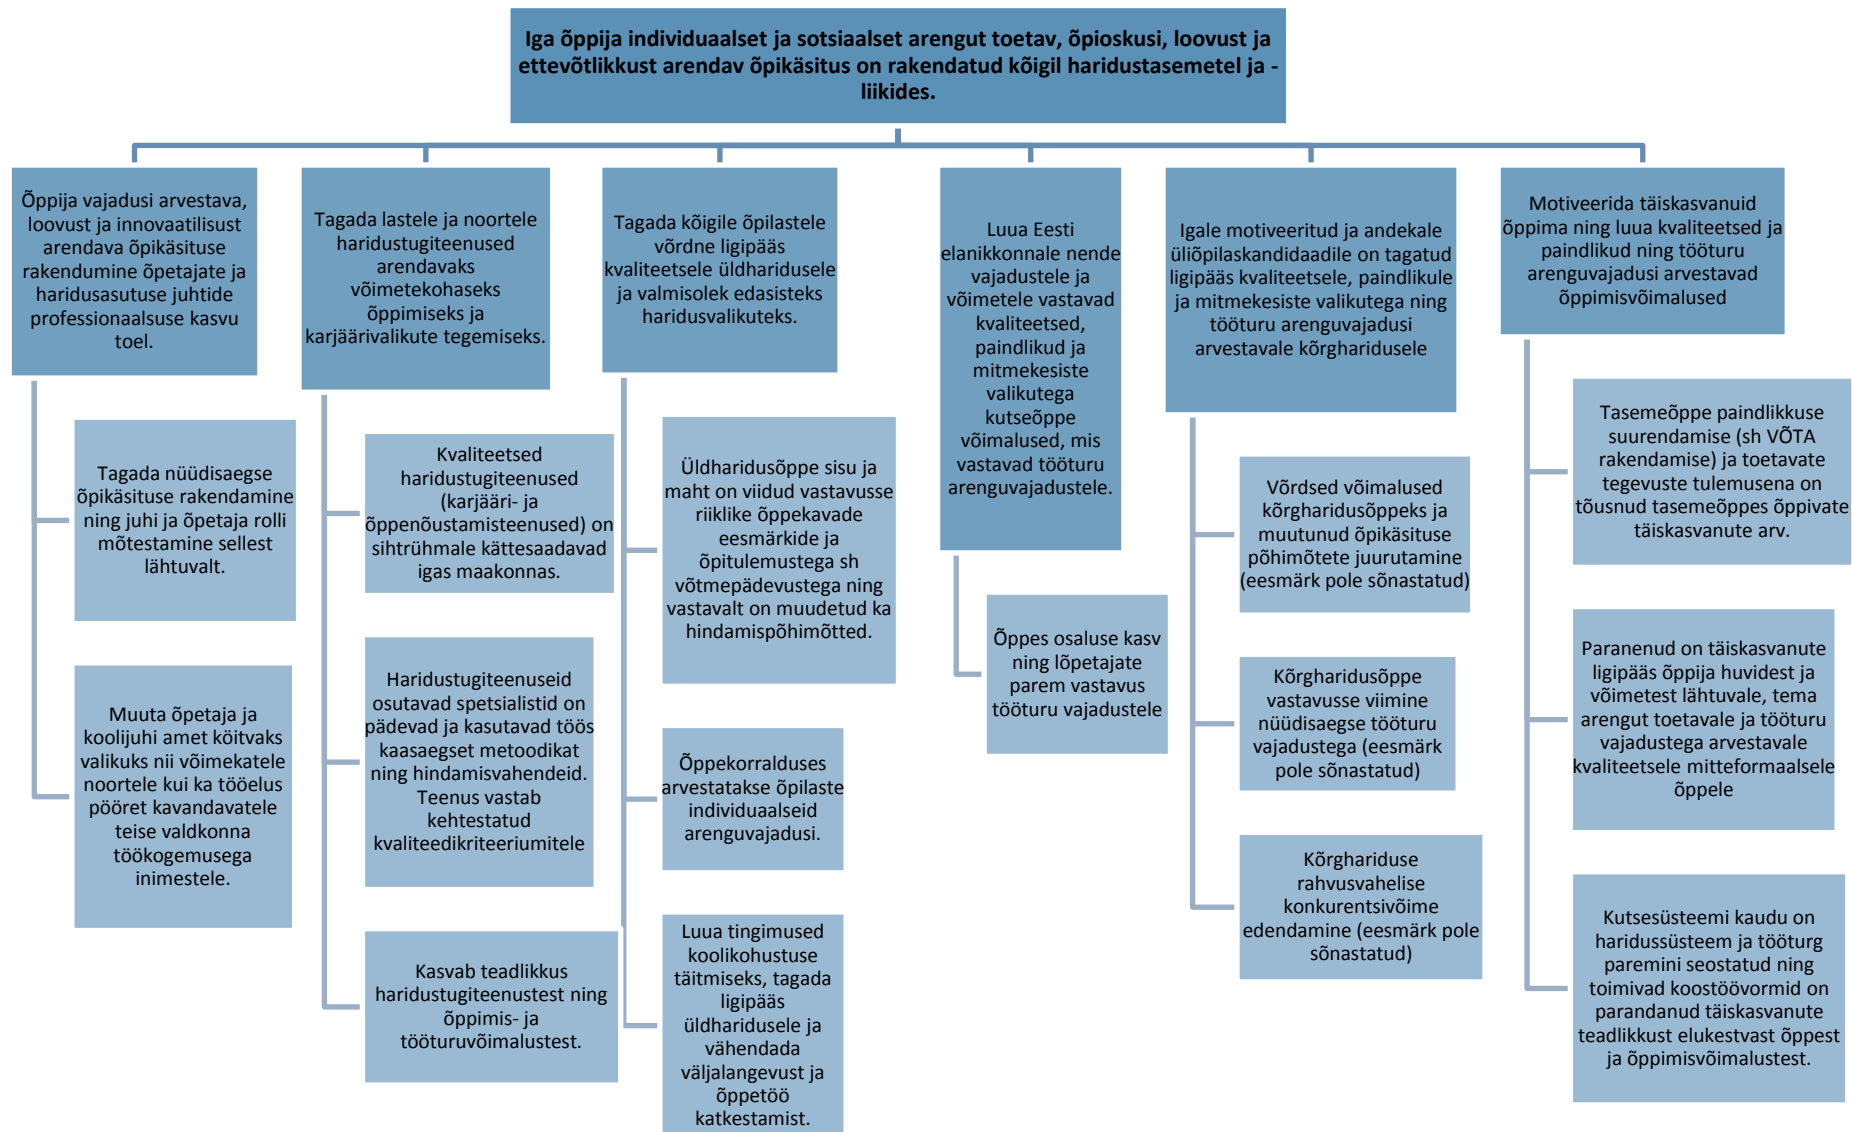 Iga õppija individuaalset ja sotsiaalset arengut toetav, õpioskusi, loovust ja
ettevõtlikkust arendav õpikäsitus on rakendatud kõigil haridustasemetel ja -
liikides.
Õppija vajadusi arvestava,
loovust ja innovaatilisust
arendava õpikäsituse
rakendumine õpetajate ja
haridusasutuse juhtide
professionaalsuse kasvu
toel.
Tagada nüüdisaegse
õpikäsituse rakendamine
ning juhi ja õpetaja rolli
mõtestamine sellest
lähtuvalt.
Muuta õpetaja ja
koolijuhi amet köitvaks
valikuks nii võimekatele
noortele kui ka tööelus
pööret kavandavatele
teise valdkonna
töökogemusega
inimestele.
Tagada lastele ja noortele
haridustugiteenused
arendavaks
võimetekohaseks
õppimiseks ja
karjäärivalikute tegemiseks.
Kvaliteetsed
haridustugiteenused
(karjääri- ja
õppenõustamisteenused) on
sihtrühmale kättesaadavad
igas maakonnas.
Haridustugiteenuseid
osutavad spetsialistid on
pädevad ja kasutavad töös
kaasaegset metoodikat
ning hindamisvahendeid.
Teenus vastab
kehtestatud
kvaliteedikriteeriumitele
Kasvab teadlikkus
haridustugiteenustest ning
õppimis- ja
tööturuvõimalustest.
Tagada kõigile õpilastele
võrdne ligipääs
kvaliteetsele üldharidusele
ja valmisolek edasisteks
haridusvalikuteks.
Üldharidusõppe sisu ja
maht on viidud vastavusse
riiklike õppekavade
eesmärkide ja
õpitulemustega sh
võtmepädevustega ning
vastavalt on muudetud ka
hindamispõhimõtted.
Õppekorralduses
arvestatakse õpilaste
individuaalseid
arenguvajadusi.
Luua tingimused
koolikohustuse
täitmiseks, tagada
ligipääs
üldharidusele ja
vähendada
väljalangevust ja
õppetöö
katkestamist.
Luua Eesti
elanikkonnale nende
vajadustele ja
võimetele vastavad
kvaliteetsed,
paindlikud ja
mitmekesiste
valikutega
kutseõppe
võimalused, mis
vastavad tööturu
arenguvajadustele.
Õppes osaluse kasv
ning lõpetajate
parem vastavus
tööturu vajadustele
Igale motiveeritud ja andekale
üliõpilaskandidaadile on tagatud
ligipääs kvaliteetsele, paindlikule
ja mitmekesiste valikutega ning
tööturu arenguvajadusi
arvestavale kõrgharidusele
Võrdsed võimalused
kõrgharidusõppeks ja
muutunud õpikäsituse
põhimõtete juurutamine
(eesmärk pole sõnastatud)
Kõrgharidusõppe
vastavusse viimine
nüüdisaegse tööturu
vajadustega (eesmärk
pole sõnastatud)
Kõrghariduse
rahvusvahelise
konkurentsivõime
edendamine (eesmärk pole
sõnastatud)
Motiveerida täiskasvanuid
õppima ning luua kvaliteetsed ja
paindlikud ning tööturu
arenguvajadusi arvestavad
õppimisvõimalused
Tasemeõppe paindlikkuse
suurendamise (sh VÕTA
rakendamise) ja toetavate
tegevuste tulemusena on
tõusnud tasemeõppes õppivate
täiskasvanute arv.
Paranenud on täiskasvanute
ligipääs õppija huvidest ja
võimetest lähtuvale, tema
arengut toetavale ja tööturu
vajadustega arvestavale
kvaliteetsele mitteformaalsele
õppele
Kutsesüsteemi kaudu on
haridussüsteem ja tööturg
paremini seostatud ning
toimivad koostöövormid on
parandanud täiskasvanute
teadlikkust elukestvast õppest
ja õppimisvõimalustest.